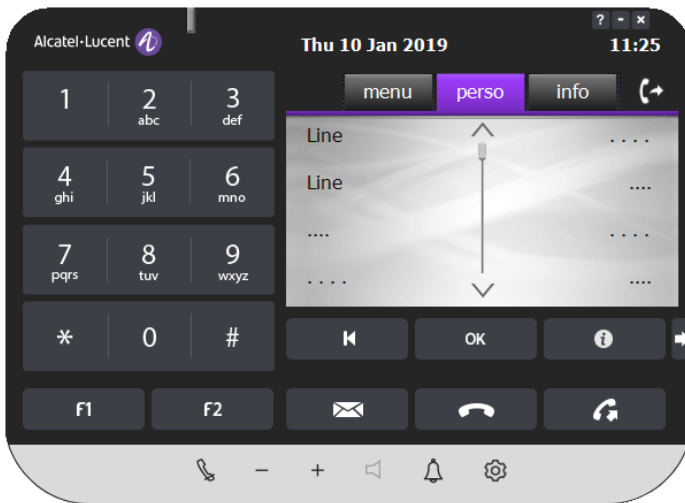 ? - ×
Alcatel·Lucent
Thu 10 Jan 2019 11:25
menu perso info
1 2 3
abc def
4 5 6
ghi jkl mno
7 8 9
pqrs tuv wxyz
* 0 #
Line . . . .
Line ....
.... . . . .
. . . . ....
OK i
F1 F2
- +